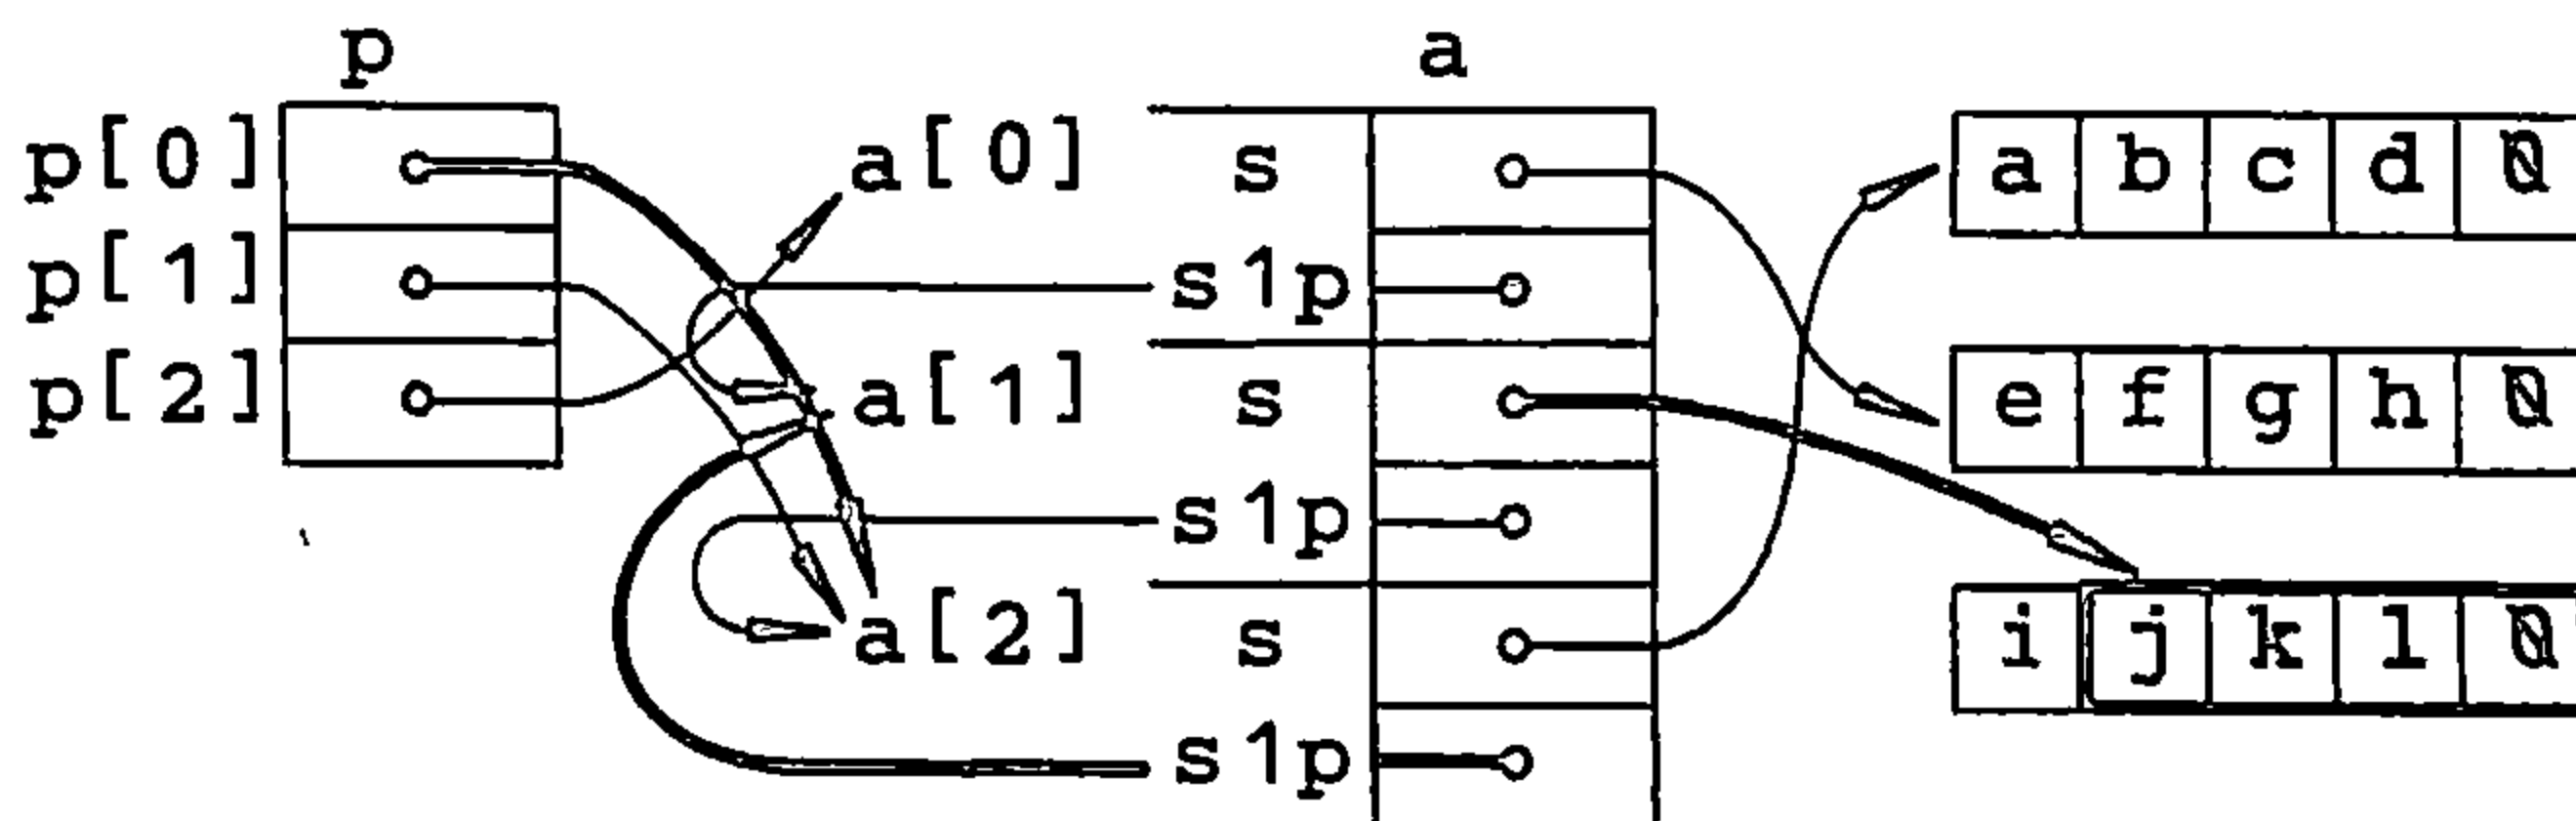 p a
p[0] a[0] s a b c d 0
p[1] s1p
p[2] a[1] s e f g h 0
s1p
a[2] s i j k l 0
s1p